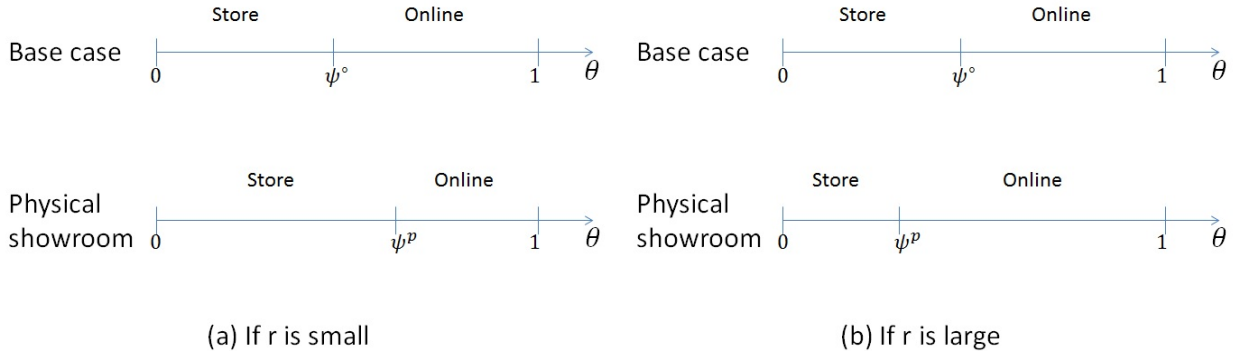 Store Online
Base case
0 ψ° 1 θ
Store Online
Physical
showroom
0 ψᵖ 1 θ
(a) If r is small
Store Online
Base case
0 ψ° 1 θ
Store Online
Physical
showroom
0 ψᵖ 1 θ
(b) If r is large